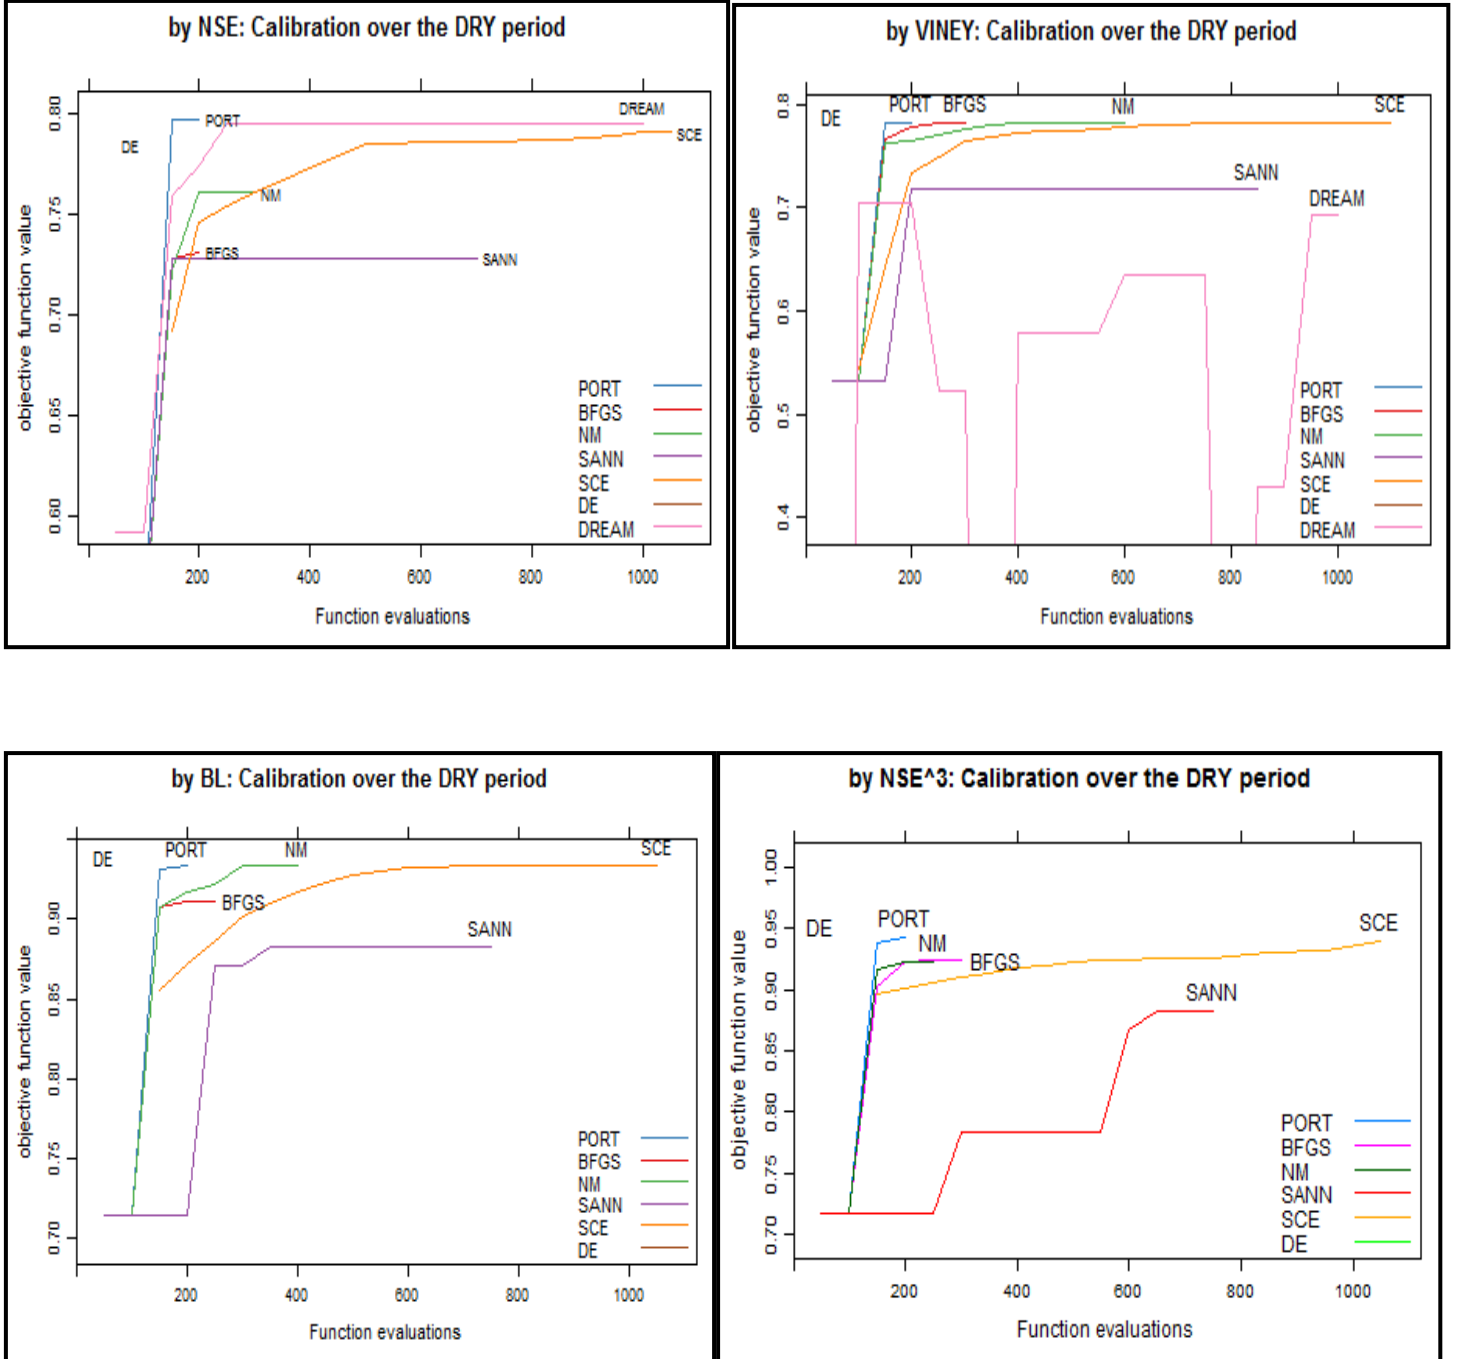 by NSE: Calibration over the DRY period
objective function value
0.80
0.75
0.70
0.65
0.60
DE
PORT
DREAM
SCE
NM
BFGS
SANN
PORT
BFGS
NM
SANN
SCE
DE
DREAM
200 400 600 800 1000
Function evaluations
by VINEY: Calibration over the DRY period
objective function value
0.8
0.7
0.6
0.5
0.4
DE
PORT BFGS NM SCE
SANN
DREAM
PORT
BFGS
NM
SANN
SCE
DE
DREAM
200 400 600 800 1000
Function evaluations
by BL: Calibration over the DRY period
objective function value
0.90
0.85
0.80
0.75
0.70
DE PORT NM SCE
BFGS
SANN
PORT
BFGS
NM
SANN
SCE
DE
200 400 600 800 1000
Function evaluations
by NSE^3: Calibration over the DRY period
objective function value
1.00
0.95
0.90
0.85
0.80
0.75
0.70
DE PORT SCE
NM
BFGS
SANN
PORT
BFGS
NM
SANN
SCE
DE
200 400 600 800 1000
Function evaluations